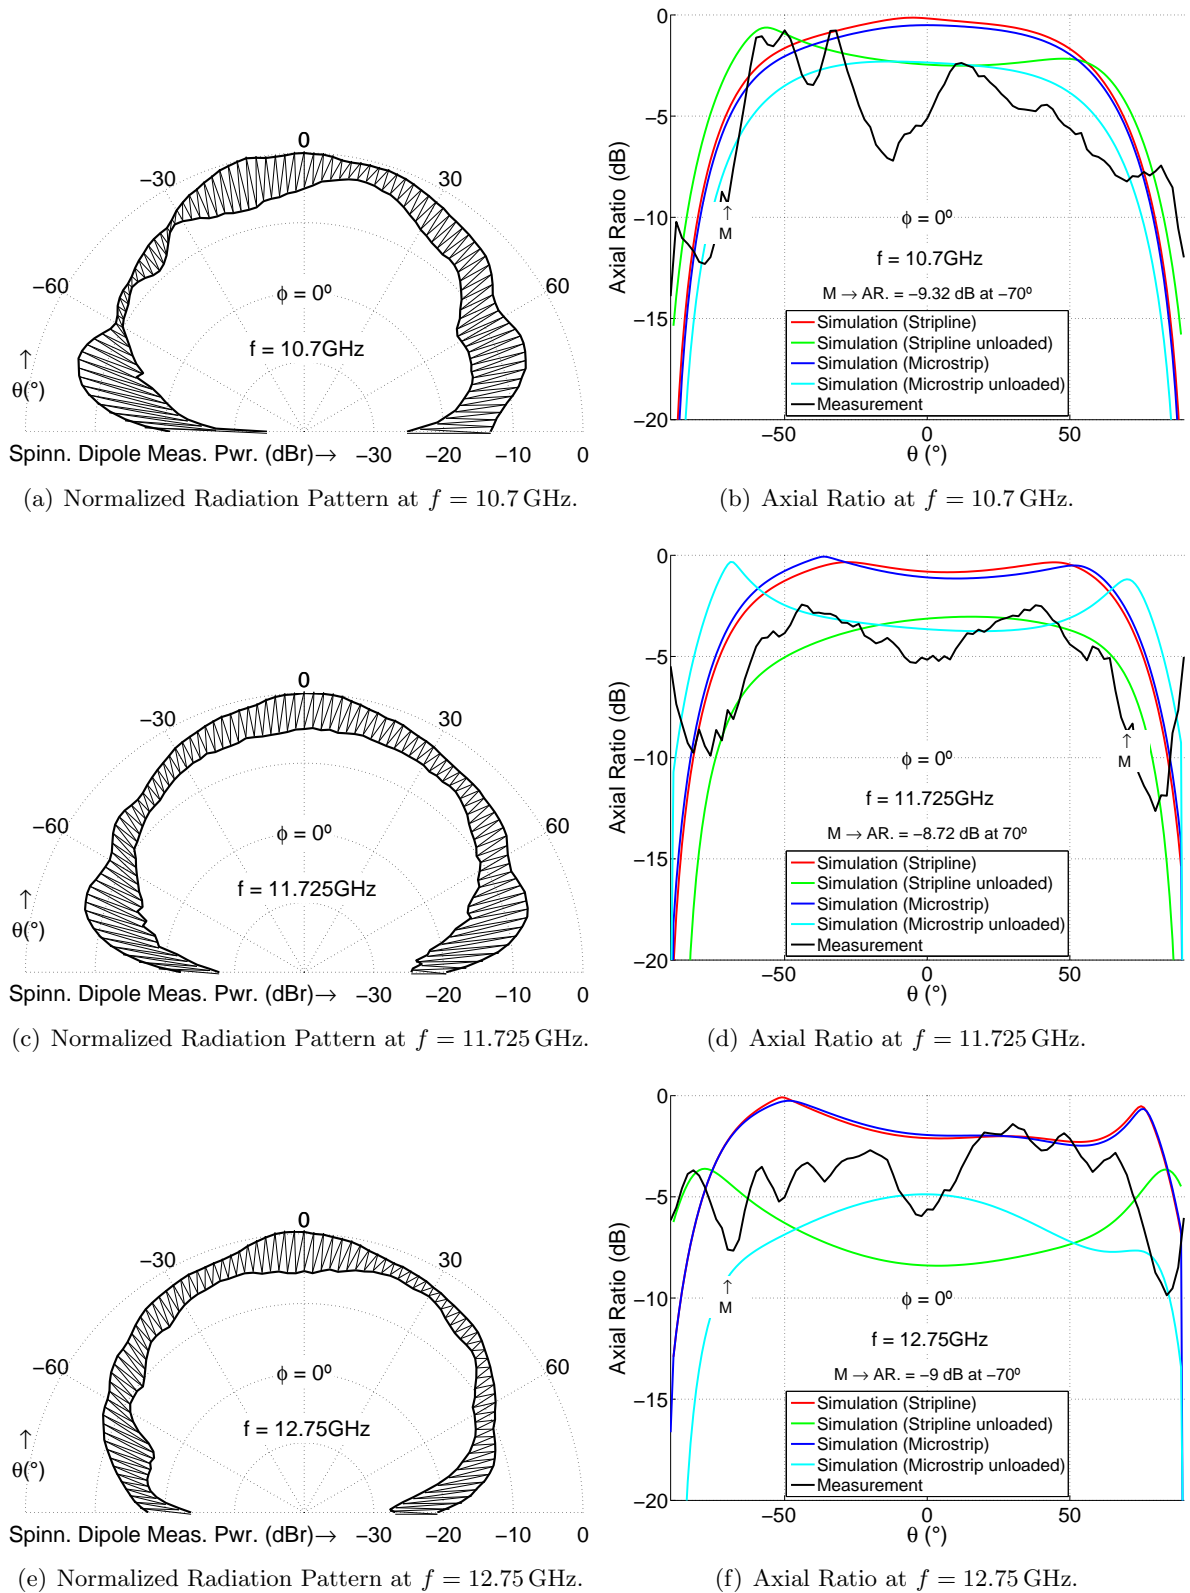 0
−30
30
−60
60
ϕ = 0º
f = 10.7GHz
↑
θ(°)
Spinn. Dipole Meas. Pwr. (dBr)→ −30 −20 −10 0
(a) Normalized Radiation Pattern at f = 10.7 GHz.
0
−5
−10
−15
−20
Axial Ratio (dB)
↑
M
ϕ = 0º
f = 10.7GHz
M → AR. = −9.32 dB at −70º
Simulation (Stripline)
Simulation (Stripline unloaded)
Simulation (Microstrip)
Simulation (Microstrip unloaded)
Measurement
−50 0 50
θ (°)
(b) Axial Ratio at f = 10.7 GHz.
0
−30
30
−60
60
ϕ = 0º
f = 11.725GHz
↑
θ(°)
Spinn. Dipole Meas. Pwr. (dBr)→ −30 −20 −10 0
(c) Normalized Radiation Pattern at f = 11.725 GHz.
0
−5
−10
−15
−20
Axial Ratio (dB)
↑
M
ϕ = 0º
f = 11.725GHz
M → AR. = −8.72 dB at 70º
Simulation (Stripline)
Simulation (Stripline unloaded)
Simulation (Microstrip)
Simulation (Microstrip unloaded)
Measurement
−50 0 50
θ (°)
(d) Axial Ratio at f = 11.725 GHz.
0
−30
30
−60
60
ϕ = 0º
f = 12.75GHz
↑
θ(°)
Spinn. Dipole Meas. Pwr. (dBr)→ −30 −20 −10 0
(e) Normalized Radiation Pattern at f = 12.75 GHz.
0
−5
−10
−15
−20
Axial Ratio (dB)
↑
M
ϕ = 0º
f = 12.75GHz
M → AR. = −9 dB at −70º
Simulation (Stripline)
Simulation (Stripline unloaded)
Simulation (Microstrip)
Simulation (Microstrip unloaded)
Measurement
−50 0 50
θ (°)
(f) Axial Ratio at f = 12.75 GHz.